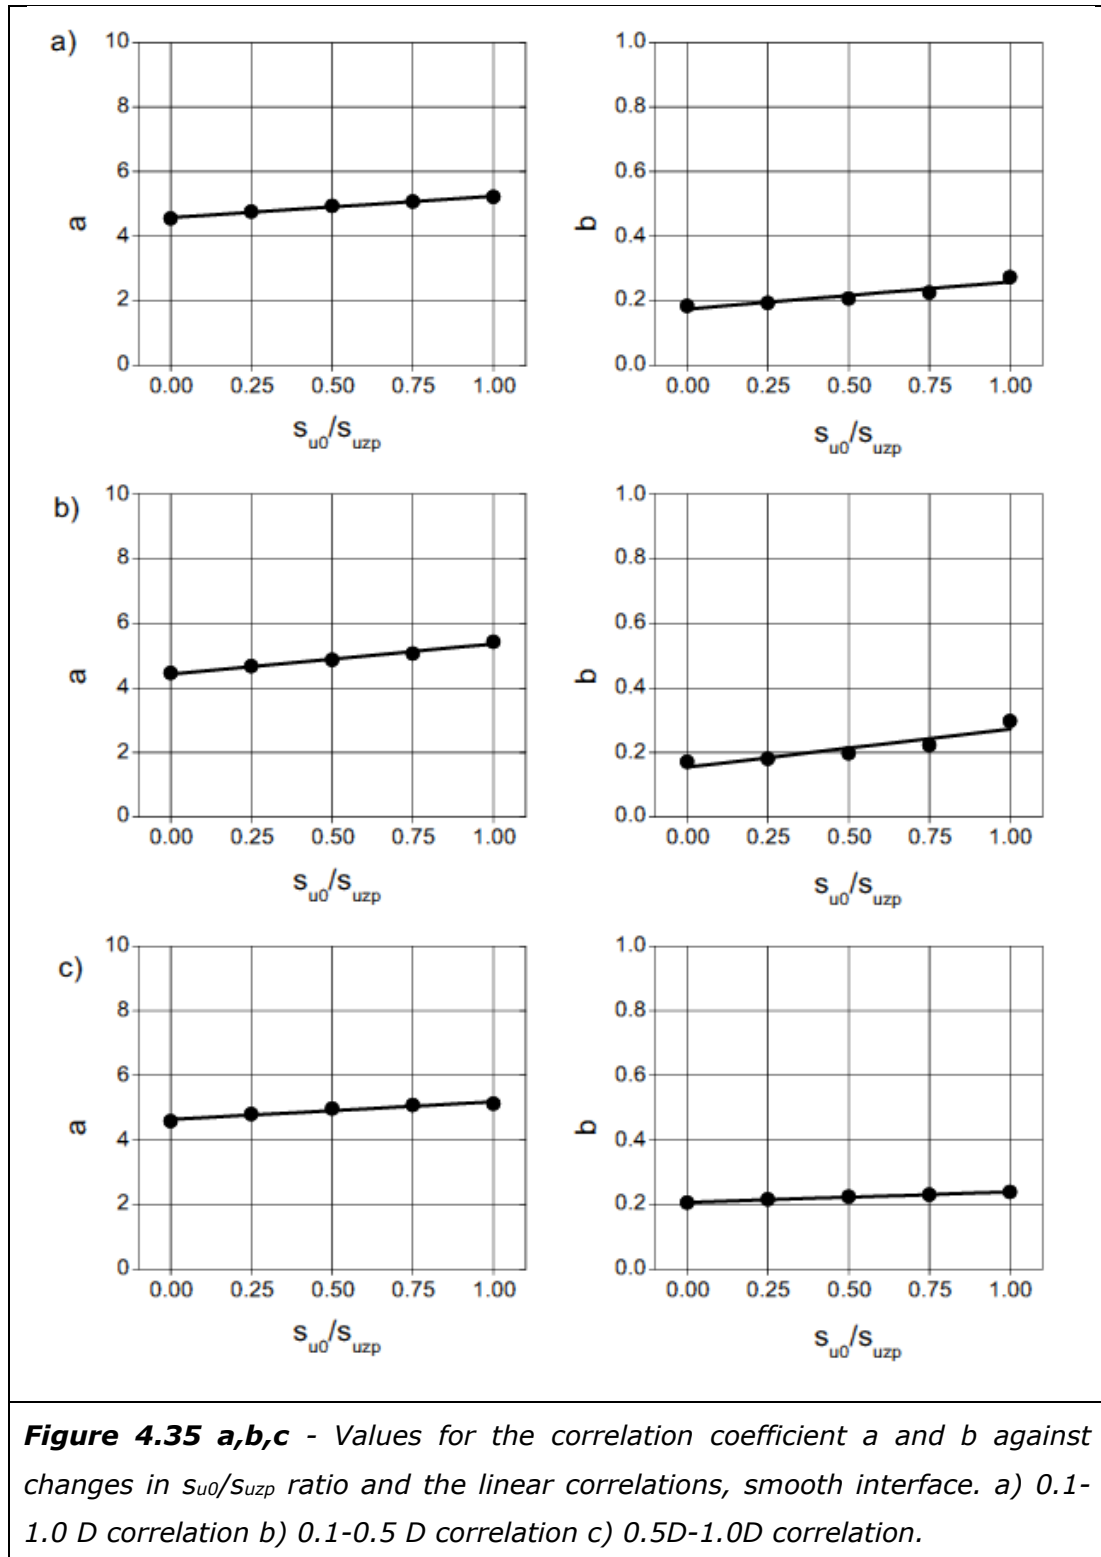 a)
10
8
6
4
2
0
a
0.00 0.25 0.50 0.75 1.00
su0/suzp
1.0
0.8
0.6
0.4
0.2
0.0
b
0.00 0.25 0.50 0.75 1.00
su0/suzp
b)
10
8
6
4
2
0
a
0.00 0.25 0.50 0.75 1.00
su0/suzp
1.0
0.8
0.6
0.4
0.2
0.0
b
0.00 0.25 0.50 0.75 1.00
su0/suzp
c)
10
8
6
4
2
0
a
0.00 0.25 0.50 0.75 1.00
su0/suzp
1.0
0.8
0.6
0.4
0.2
0.0
b
0.00 0.25 0.50 0.75 1.00
su0/suzp
Figure 4.35 a,b,c - Values for the correlation coefficient a and b against
changes in su0/suzp ratio and the linear correlations, smooth interface. a) 0.1-
1.0 D correlation b) 0.1-0.5 D correlation c) 0.5D-1.0D correlation.